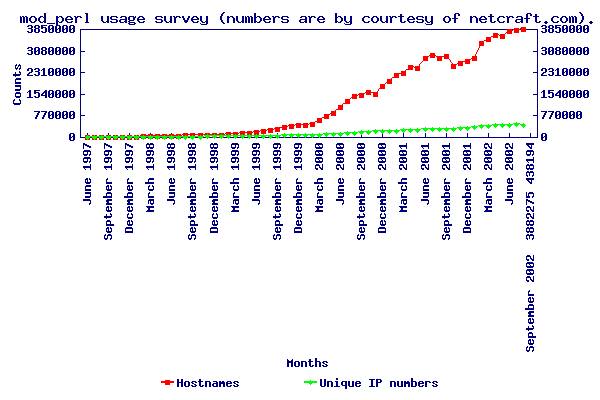 mod_perl usage survey (numbers are by courtesy of netcraft.com).
3850000
3080000
2310000
1540000
770000
0
3850000
3080000
2310000
1540000
770000
0
Counts
June 1997
September 1997
December 1997
March 1998
June 1998
September 1998
December 1998
March 1999
June 1999
September 1999
December 1999
March 2000
June 2000
September 2000
December 2000
March 2001
June 2001
September 2001
December 2001
March 2002
June 2002
September 2002 3882275 438194
Months
Hostnames
Unique IP numbers